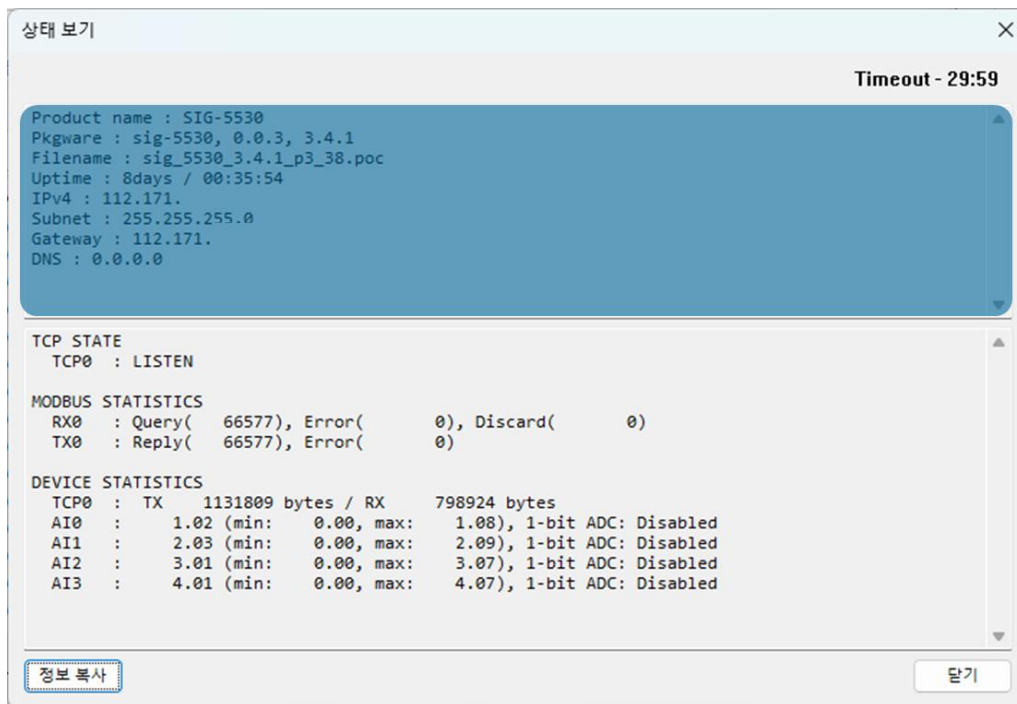 상태 보기
Timeout - 29:59
Product name : SIG-5530
Pkgware : sig-5530, 0.0.3, 3.4.1
Filename : sig_5530_3.4.1_p3_38.poc
Uptime : 8days / 00:35:54
IPv4 : 112.171.
Subnet : 255.255.255.0
Gateway : 112.171.
DNS : 0.0.0.0
TCP STATE
TCP0 : LISTEN
MODBUS STATISTICS
RX0 : Query( 66577), Error( 0), Discard( 0)
TX0 : Reply( 66577), Error( 0)
DEVICE STATISTICS
TCP0 : TX 1131809 bytes / RX 798924 bytes
AI0 : 1.02 (min: 0.00, max: 1.08), 1-bit ADC: Disabled
AI1 : 2.03 (min: 0.00, max: 2.09), 1-bit ADC: Disabled
AI2 : 3.01 (min: 0.00, max: 3.07), 1-bit ADC: Disabled
AI3 : 4.01 (min: 0.00, max: 4.07), 1-bit ADC: Disabled
정보 복사
닫기